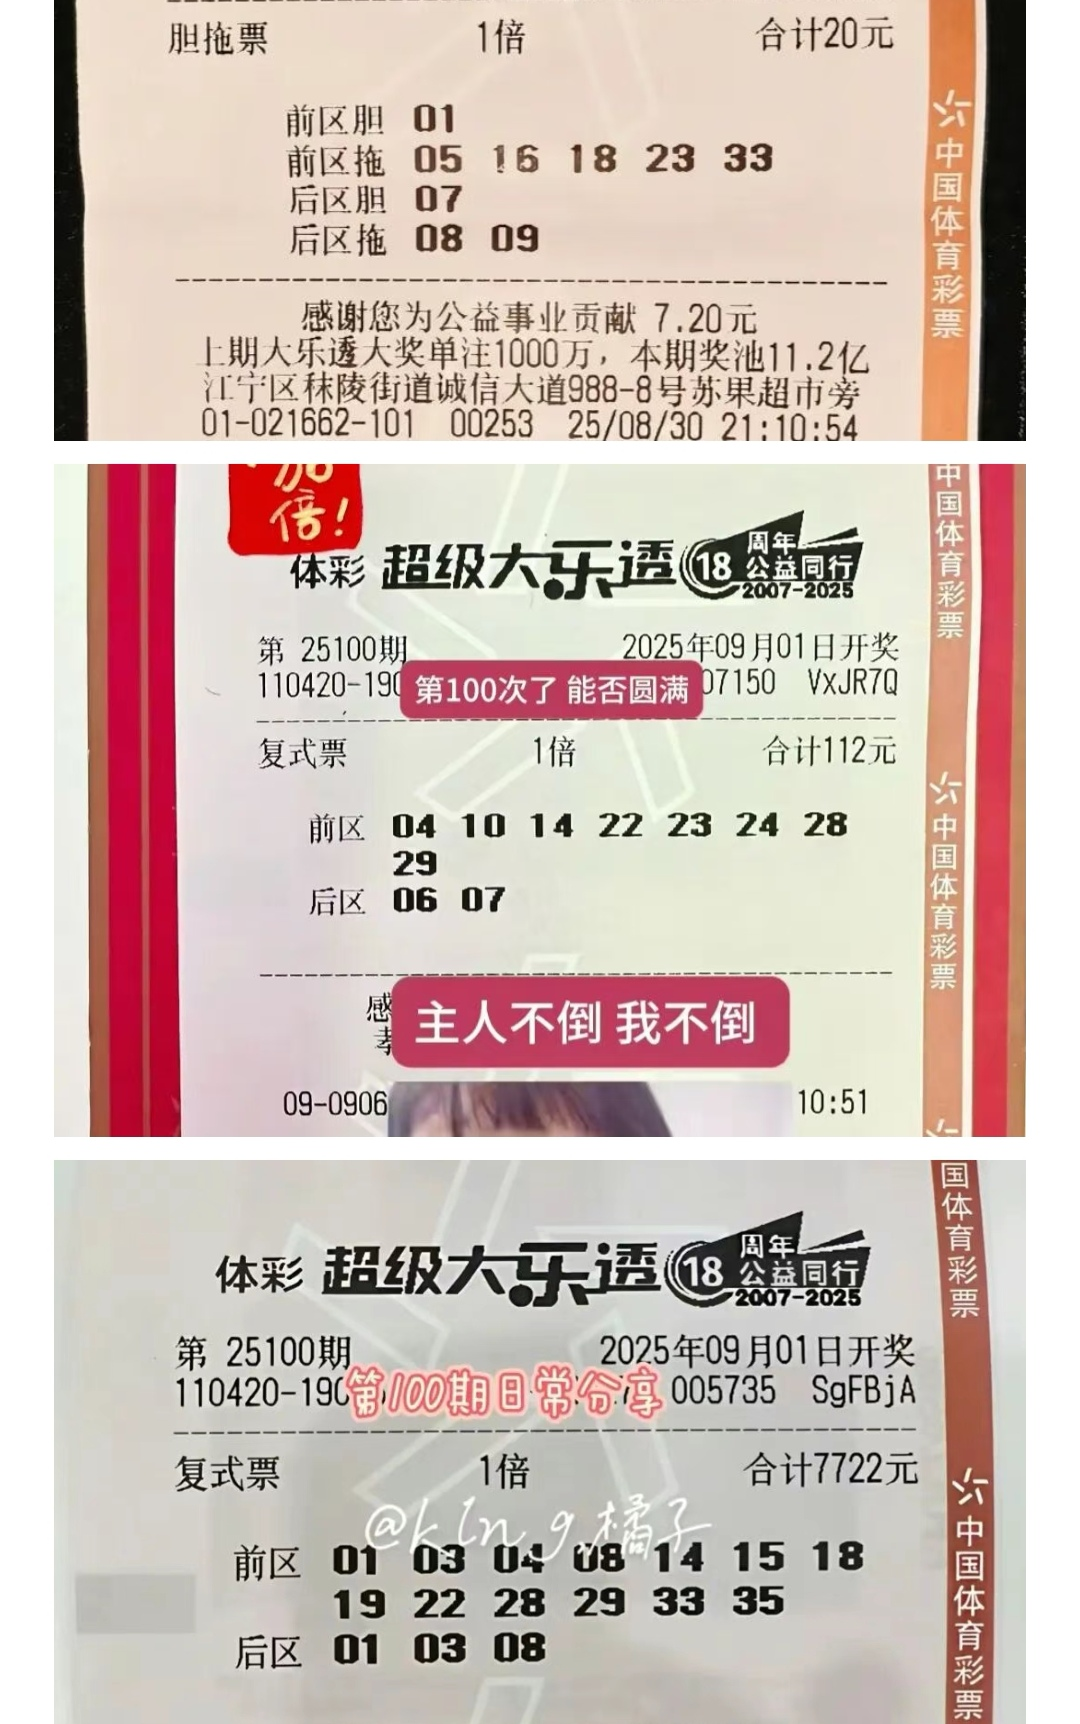 胆拖票 1倍 合计20元
前区胆 01
前区拖 05 16 18 23 33
后区胆 07
后区拖 08 09
感谢您为公益事业贡献 7.20元
上期大乐透大奖单注1000万，本期奖池11.2亿
江宁区秣陵街道诚信大道988-8号苏果超市旁
01-021662-101 00253 25/08/30 21:10:54
中国体育彩票
倍!
体彩 超级大乐透 18 周年 公益同行 2007-2025
第 25100期 2025年09月01日开奖
110420-190 07150 VxJR7Q
第100次了 能否圆满
复式票 1倍 合计112元
前区 04 10 14 22 23 24 28
29
后区 06 07
感
主人不倒 我不倒
09-0906 10:51
中国体育彩票
中国体育彩票
体彩 超级大乐透 18 周年 公益同行 2007-2025
第 25100期 2025年09月01日开奖
110420-190 005735 SgFBjA
第100期日常分享
复式票 1倍 合计7722元
@kIn.g.橘子
前区 01 03 04 08 14 15 18
19 22 28 29 33 35
后区 01 03 08
国体育彩票
中国体育彩票